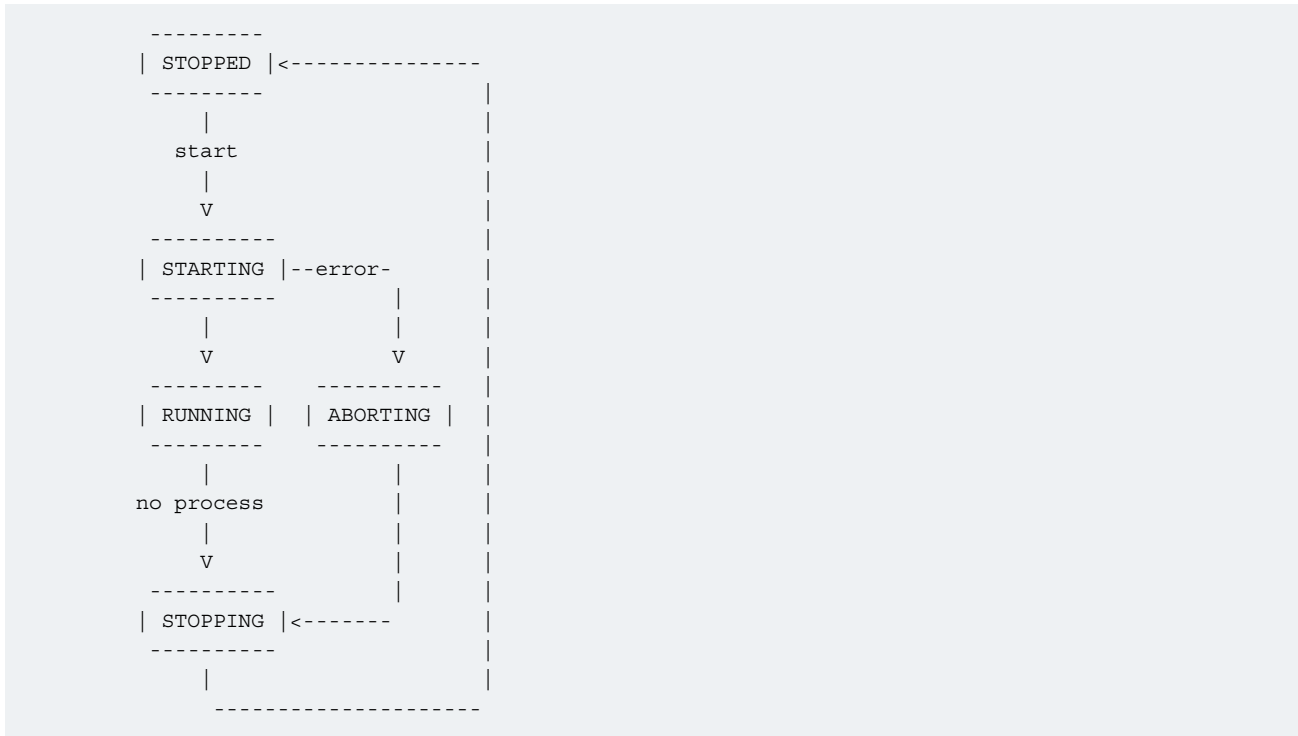 STOPPED
start
STARTING --error-
V
V V
RUNNING ABORTING
no process
V
STOPPING